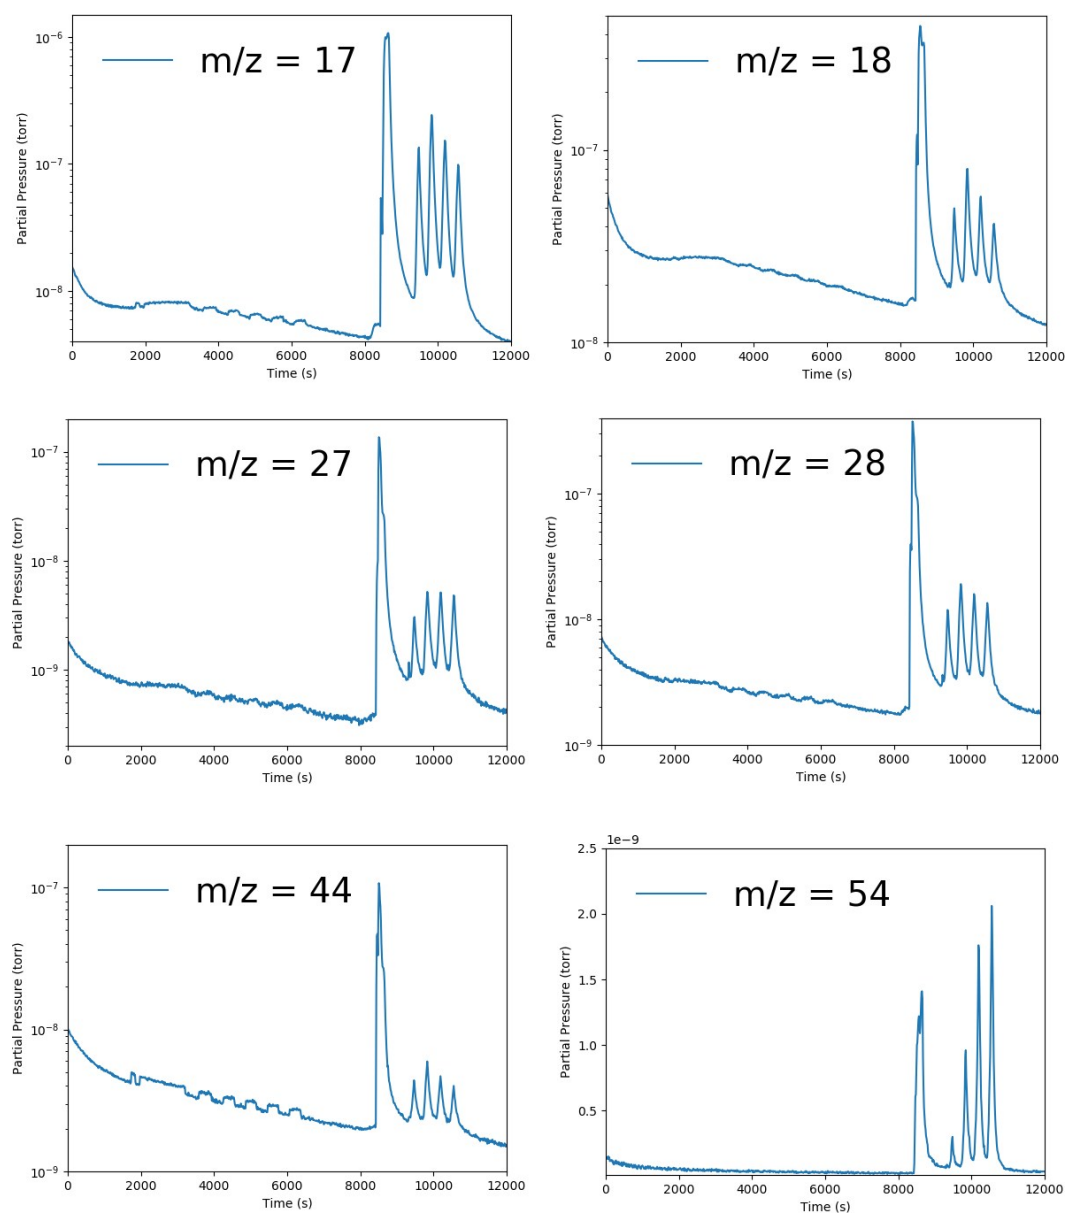 m/z = 17
Partial Pressure (torr)
10⁻⁶
10⁻⁷
10⁻⁸
0 2000 4000 6000 8000 10000 12000
Time (s)
m/z = 18
Partial Pressure (torr)
10⁻⁷
10⁻⁸
0 2000 4000 6000 8000 10000 12000
Time (s)
m/z = 27
Partial Pressure (torr)
10⁻⁷
10⁻⁸
10⁻⁹
0 2000 4000 6000 8000 10000 12000
Time (s)
m/z = 28
Partial Pressure (torr)
10⁻⁷
10⁻⁸
10⁻⁹
0 2000 4000 6000 8000 10000 12000
Time (s)
m/z = 44
Partial Pressure (torr)
10⁻⁷
10⁻⁸
10⁻⁹
0 2000 4000 6000 8000 10000 12000
Time (s)
1e−9
m/z = 54
Partial Pressure (torr)
2.5
2.0
1.5
1.0
0.5
0 2000 4000 6000 8000 10000 12000
Time (s)